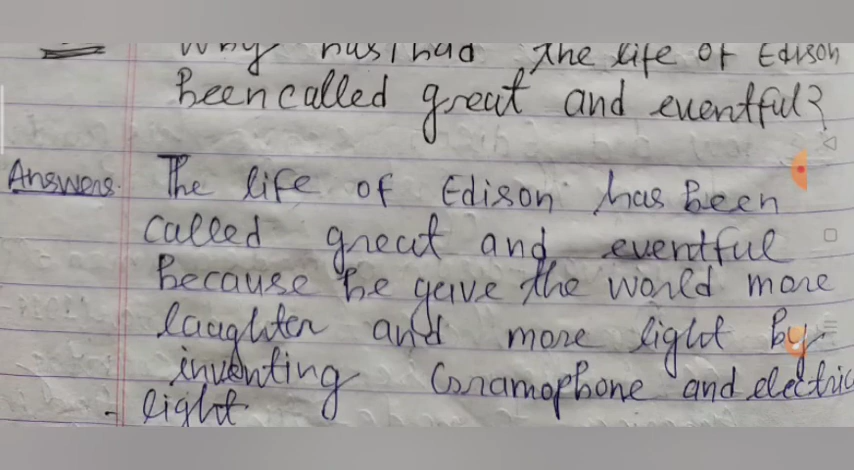 Why has/had the life of Edison
been called great and eventful?
Answers. The life of Edison has been
called great and eventful
because he gave the world more
laughter and more light by
inventing Gramophone and electric
light